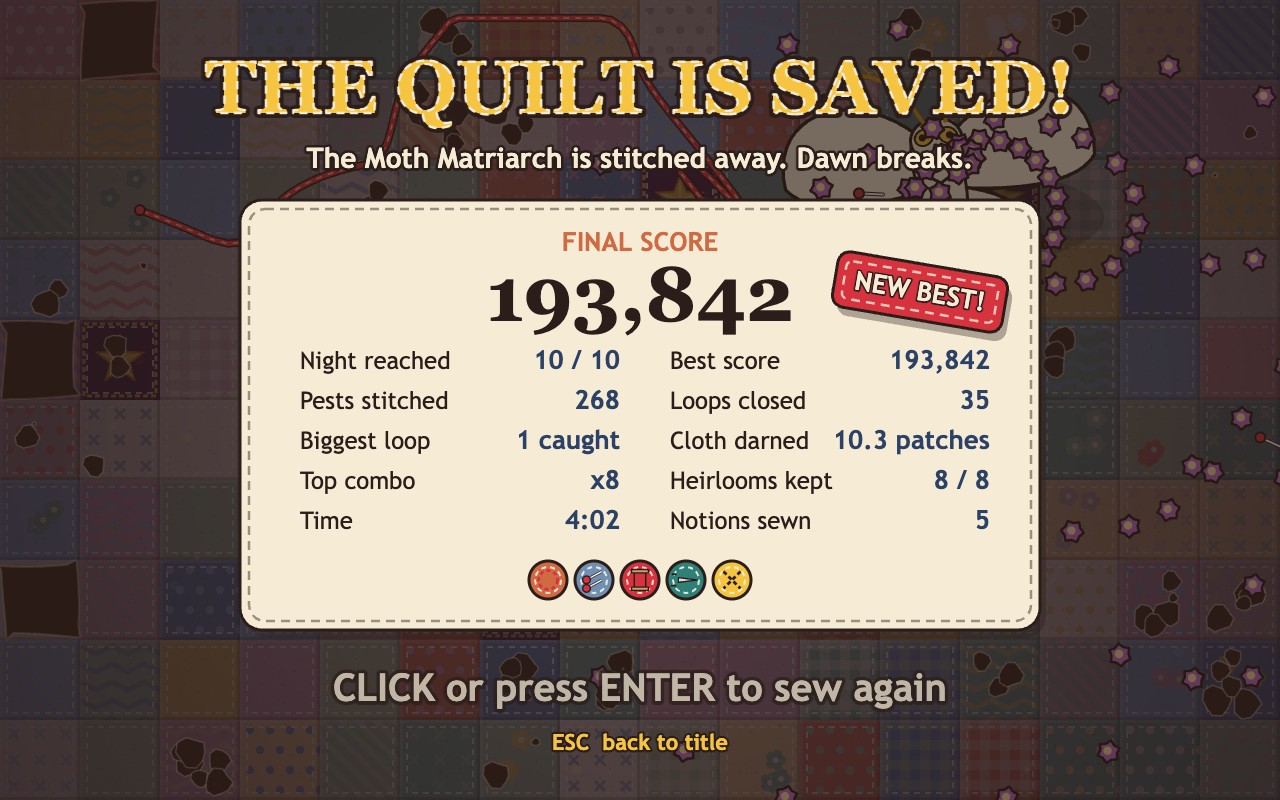 THE QUILT IS SAVED!
The Moth Matriarch is stitched away. Dawn breaks.
FINAL SCORE
193,842
NEW BEST!
Night reached 10 / 10 Best score 193,842
Pests stitched 268 Loops closed 35
Biggest loop 1 caught Cloth darned 10.3 patches
Top combo x8 Heirlooms kept 8 / 8
Time 4:02 Notions sewn 5
CLICK or press ENTER to sew again
ESC back to title